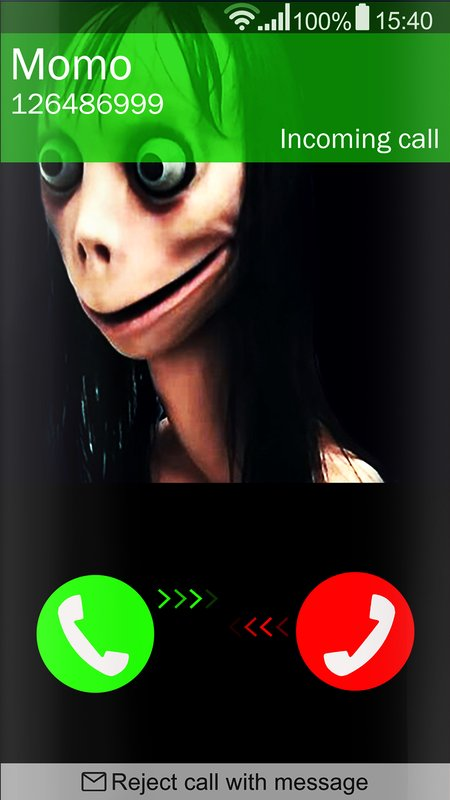 100% 15:40
Momo
126486999
Incoming call
Reject call with message